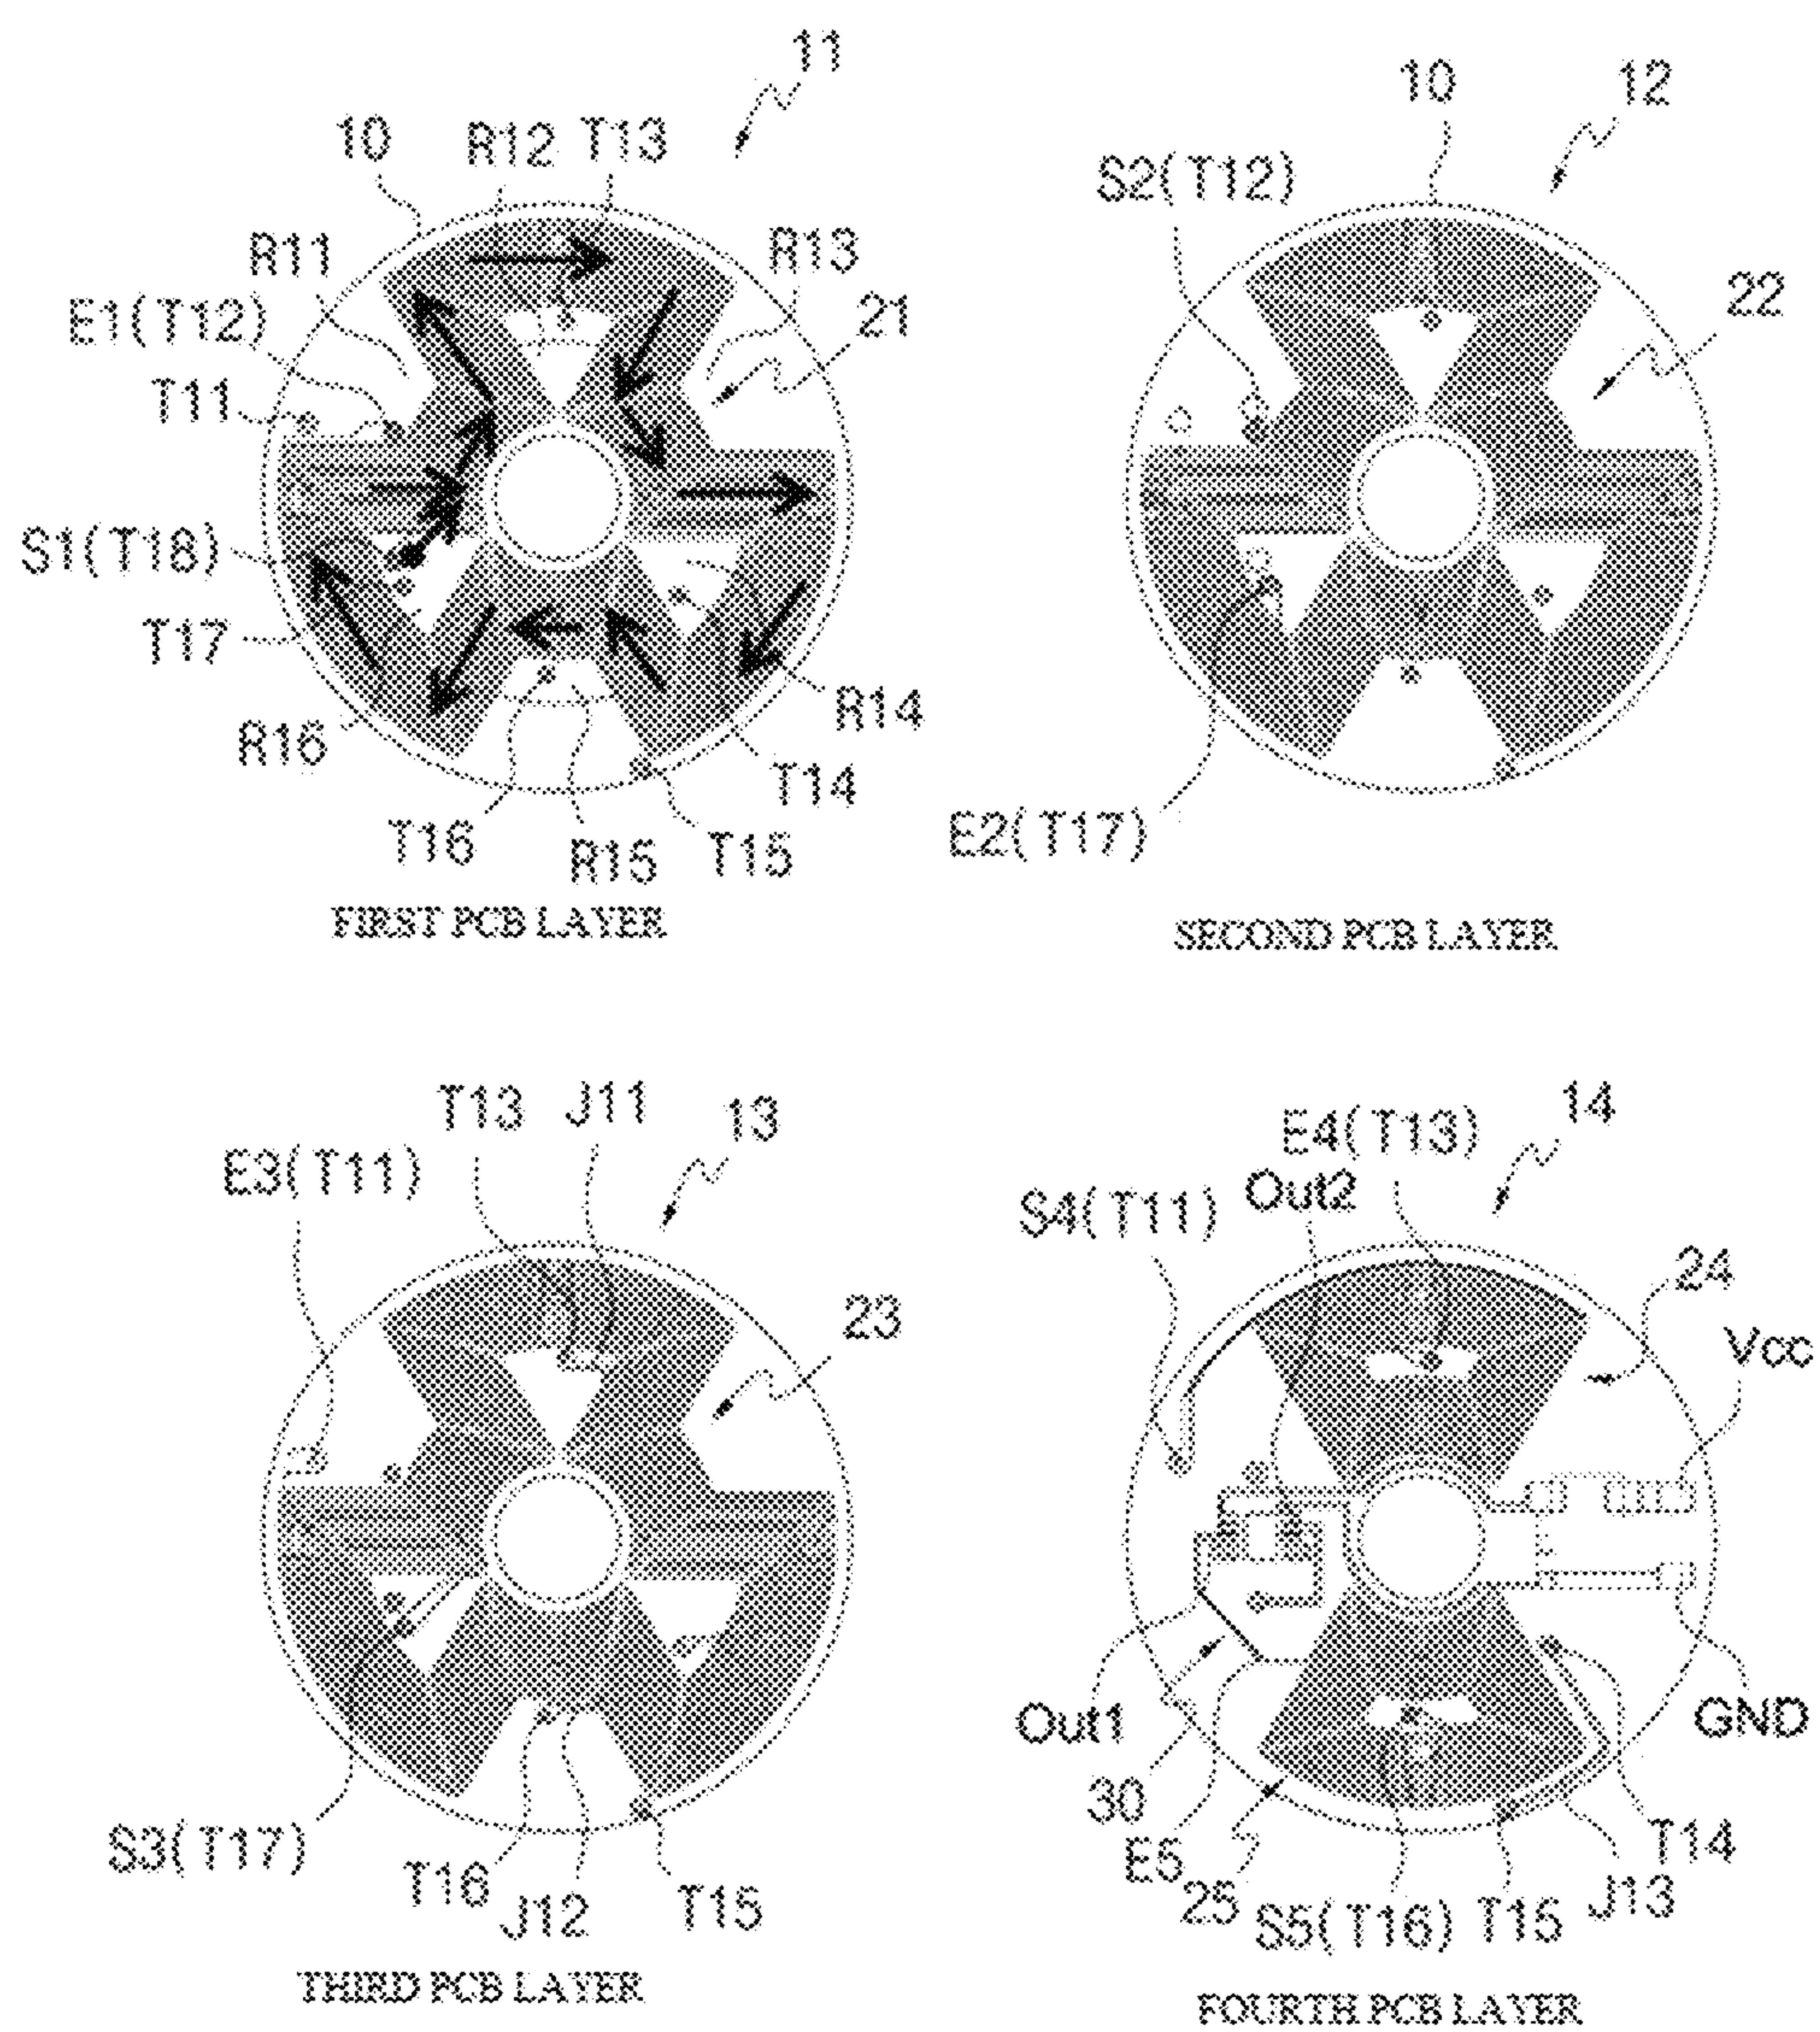 11
10 R12 T13
R11 R13
E1(T12) 21
T11
S1(T18)
T17
R16 R14
T14
T16 R15 T15
FIRST PCB LAYER
10 12
S2(T12)
22
E2(T17)
SECOND PCB LAYER
T13 J11 13
E3(T11)
23
S3(T17)
T16 J12 T15
THIRD PCB LAYER
E4(T13) 14
S4(T11) Out2
24
Vcc
Out1 GND
30
E5 T14
25 S5(T16) T15 J13
FOURTH PCB LAYER